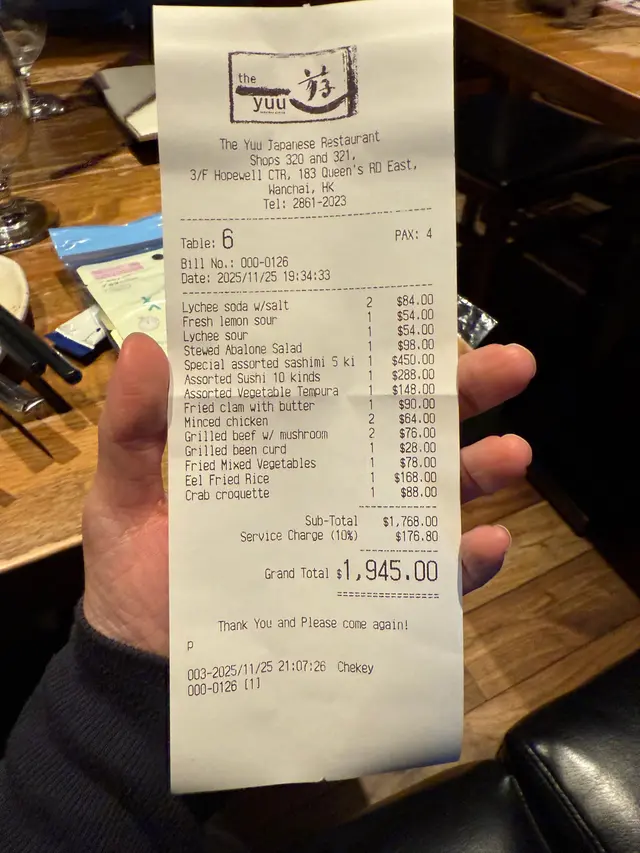 the
yuu
游
The Yuu Japanese Restaurant
Shops 320 and 321,
3/F Hopewell CTR, 183 Queen's RD East,
Wanchai, HK
Tel: 2861-2023
Table: 6 PAX: 4
Bill No.: 000-0126
Date: 2025/11/25 19:34:33
Lychee soda w/salt 2 $84.00
Fresh lemon sour 1 $54.00
Lychee sour 1 $54.00
Stewed Abalone Salad 1 $98.00
Special assorted sashimi 5 ki 1 $450.00
Assorted Sushi 10 kinds 1 $288.00
Assorted Vegetable Tempura 1 $148.00
Fried clam with butter 1 $90.00
Minced chicken 2 $64.00
Grilled beef w/ mushroom 2 $76.00
Grilled been curd 1 $28.00
Fried Mixed Vegetables 1 $78.00
Eel Fried Rice 1 $168.00
Crab croquette 1 $88.00
Sub-Total $1,768.00
Service Charge (10%) $176.80
Grand Total $1,945.00
Thank You and Please come again!
P
003-2025/11/25 21:07:26 Chekey
000-0126 [1]